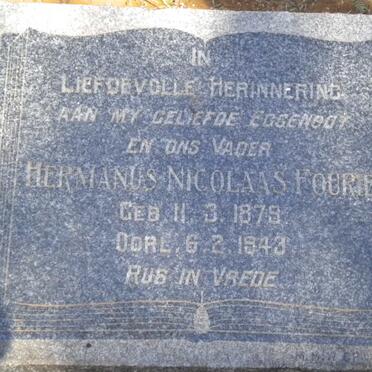 IN
LIEFDEVOLLE HERINNERING
AAN MY GELIEFDE EGGENOOT
EN ONS VADER
HERMANUS NICOLAAS FOURIE
GEB. 11. 3. 1879.
OORL. 6. 2. 1943.
RUS IN VREDE